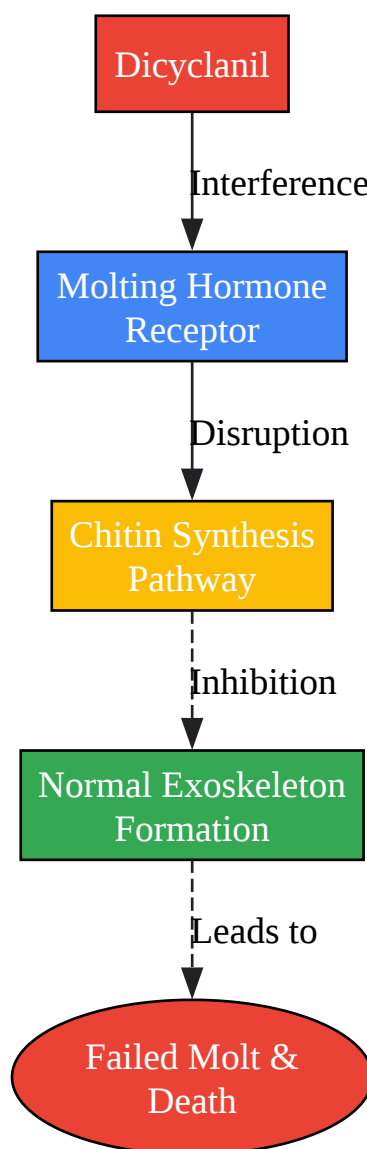 Dicyclanil
Interference
Molting Hormone
Receptor
Disruption
Chitin Synthesis
Pathway
Inhibition
Normal Exoskeleton
Formation
Leads to
Failed Molt &
Death